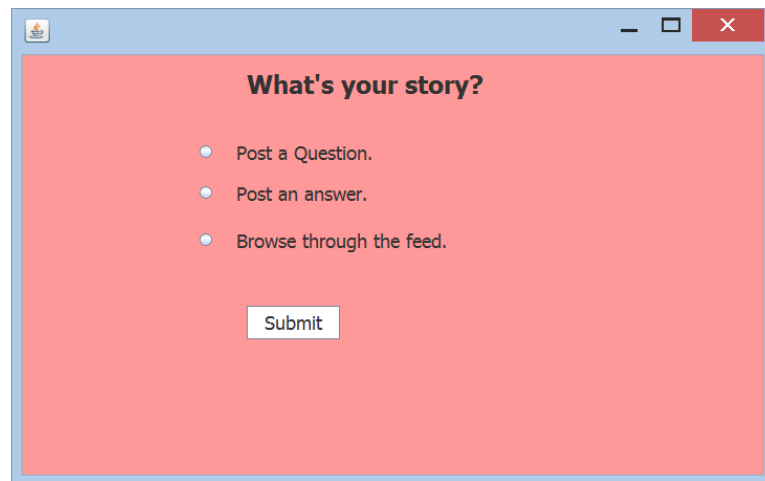 What's your story?
Post a Question.
Post an answer.
Browse through the feed.
Submit